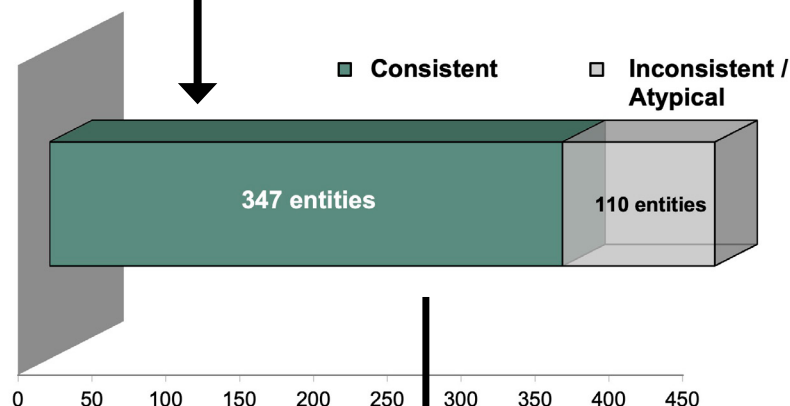 Consistent
Inconsistent /
Atypical
347 entities
110 entities
0 50 100 150 200 250 300 350 400 450